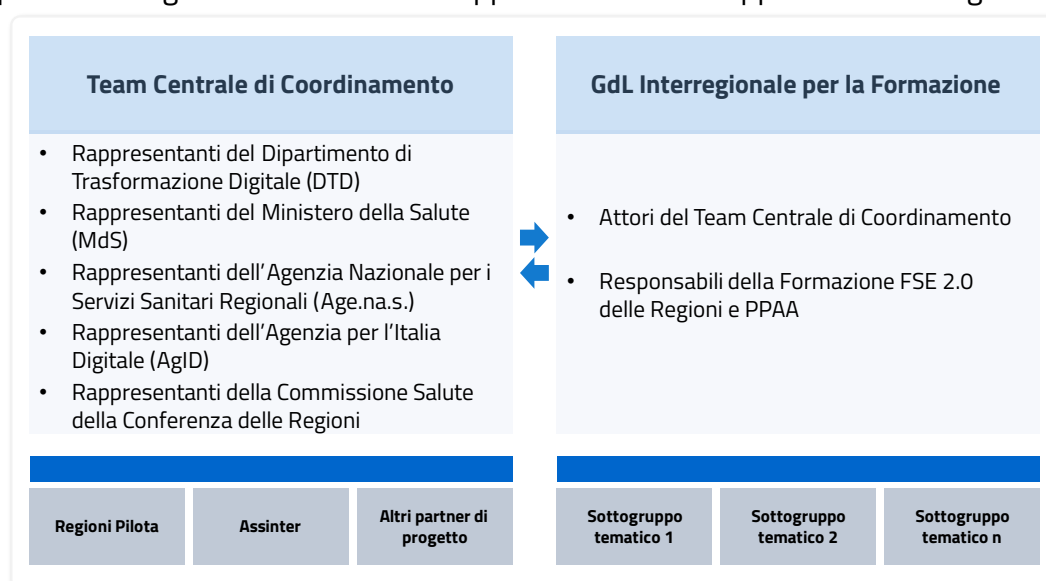 Team Centrale di Coordinamento
• Rappresentanti del Dipartimento di
Trasformazione Digitale (DTD)
• Rappresentanti del Ministero della Salute
(MdS)
• Rappresentanti dell'Agenzia Nazionale per i
Servizi Sanitari Regionali (Age.na.s.)
• Rappresentanti dell'Agenzia per l'Italia
Digitale (AgID)
• Rappresentanti della Commissione Salute
della Conferenza delle Regioni
Regioni Pilota
Assinter
Altri partner di
progetto
GdL Interregionale per la Formazione
• Attori del Team Centrale di Coordinamento
• Responsabili della Formazione FSE 2.0
delle Regioni e PPAA
Sottogruppo
tematico 1
Sottogruppo
tematico 2
Sottogruppo
tematico n